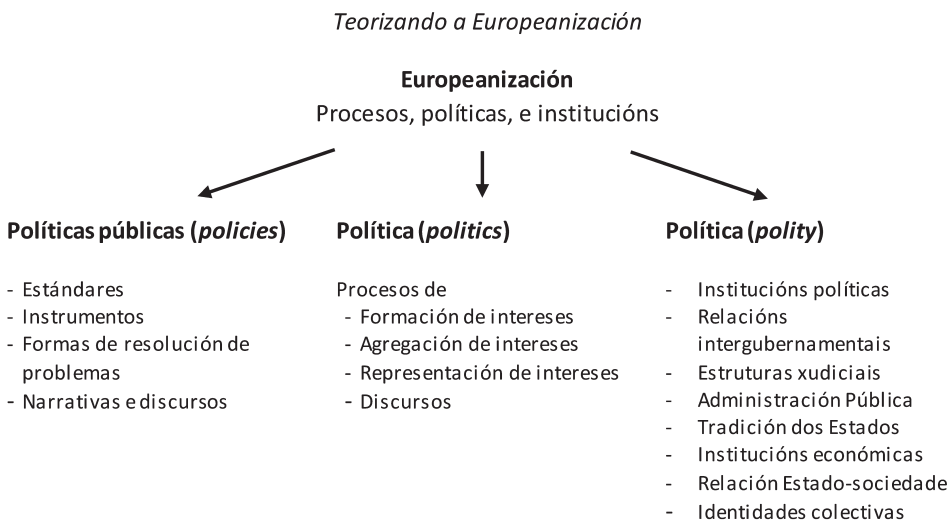 Teorizando a Europeanización
Europeanización
Procesos, políticas, e institucións
Políticas públicas (policies)
- Estándares
- Instrumentos
- Formas de resolución de
problemas
- Narrativas e discursos
Política (politics)
Procesos de
- Formación de intereses
- Agregación de intereses
- Representación de intereses
- Discursos
Política (polity)
- Institucións políticas
- Relacións
intergubernamentais
- Estruturas xudiciais
- Administración Pública
- Tradición dos Estados
- Institucións económicas
- Relación Estado-sociedade
- Identidades colectivas